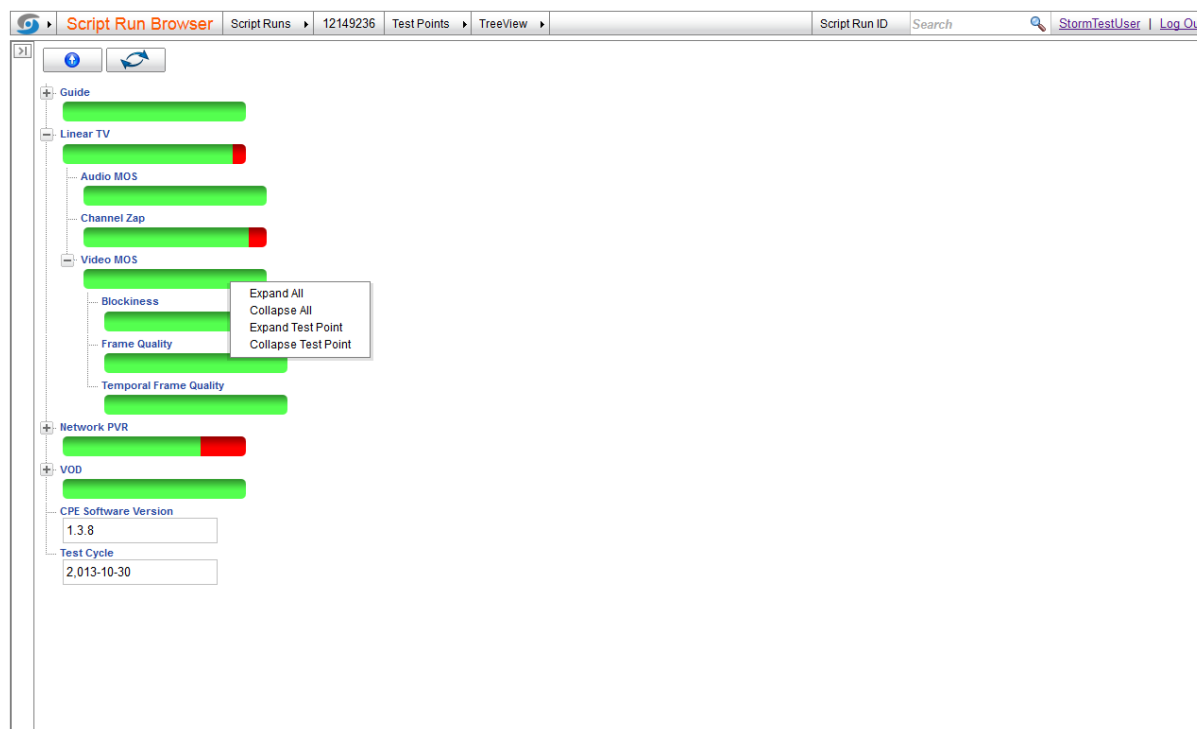 Script Run Browser Script Runs 12149236 Test Points TreeView Script Run ID Search StormTestUser | Log Ou
Guide
Linear TV
Audio MOS
Channel Zap
Video MOS
Expand All
Blockiness
Collapse All
Expand Test Point
Frame Quality
Collapse Test Point
Temporal Frame Quality
Network PVR
VOD
CPE Software Version
1.3.8
Test Cycle
2,013-10-30